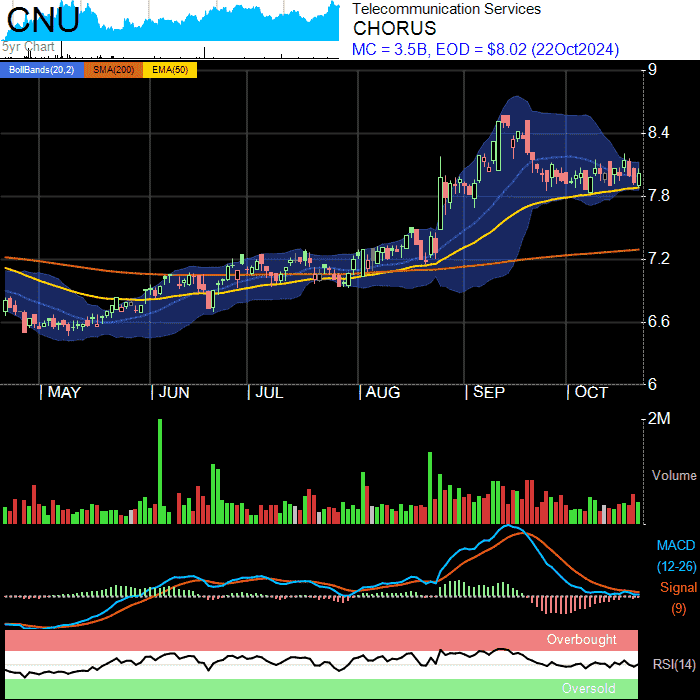 CNU
5yr Chart
Telecommunication Services
CHORUS
MC = 3.5B, EOD = $8.02 (22Oct2024)
BollBands(20,2) SMA(200) EMA(50)
9
8.4
7.8
7.2
6.6
6
MAY JUN JUL AUG SEP OCT
2M
Volume
MACD
(12-26)
Signal
(9)
Overbought
RSI(14)
Oversold